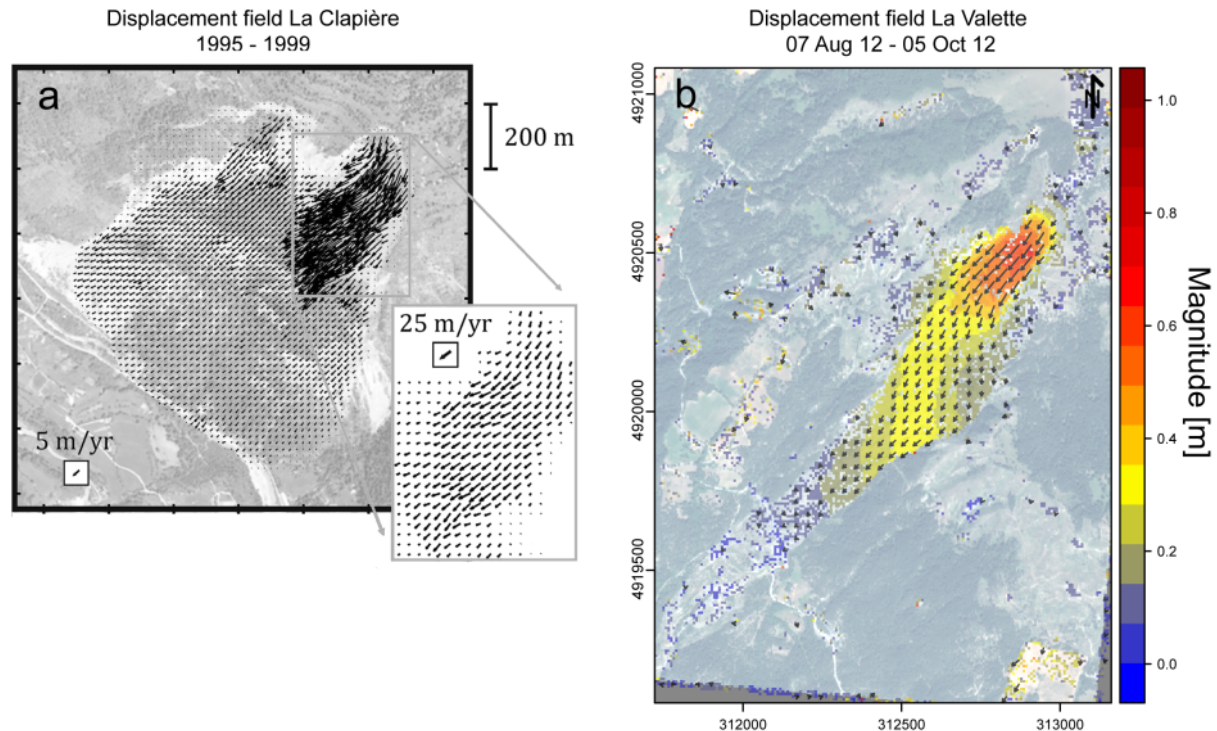 Displacement field La Clapière
1995 - 1999
a
200 m
25 m/yr
5 m/yr
Displacement field La Valette
07 Aug 12 - 05 Oct 12
b
N
4921000
4920500
4920000
4919500
312000
312500
313000
1.0
0.8
0.6
0.4
0.2
0.0
Magnitude [m]